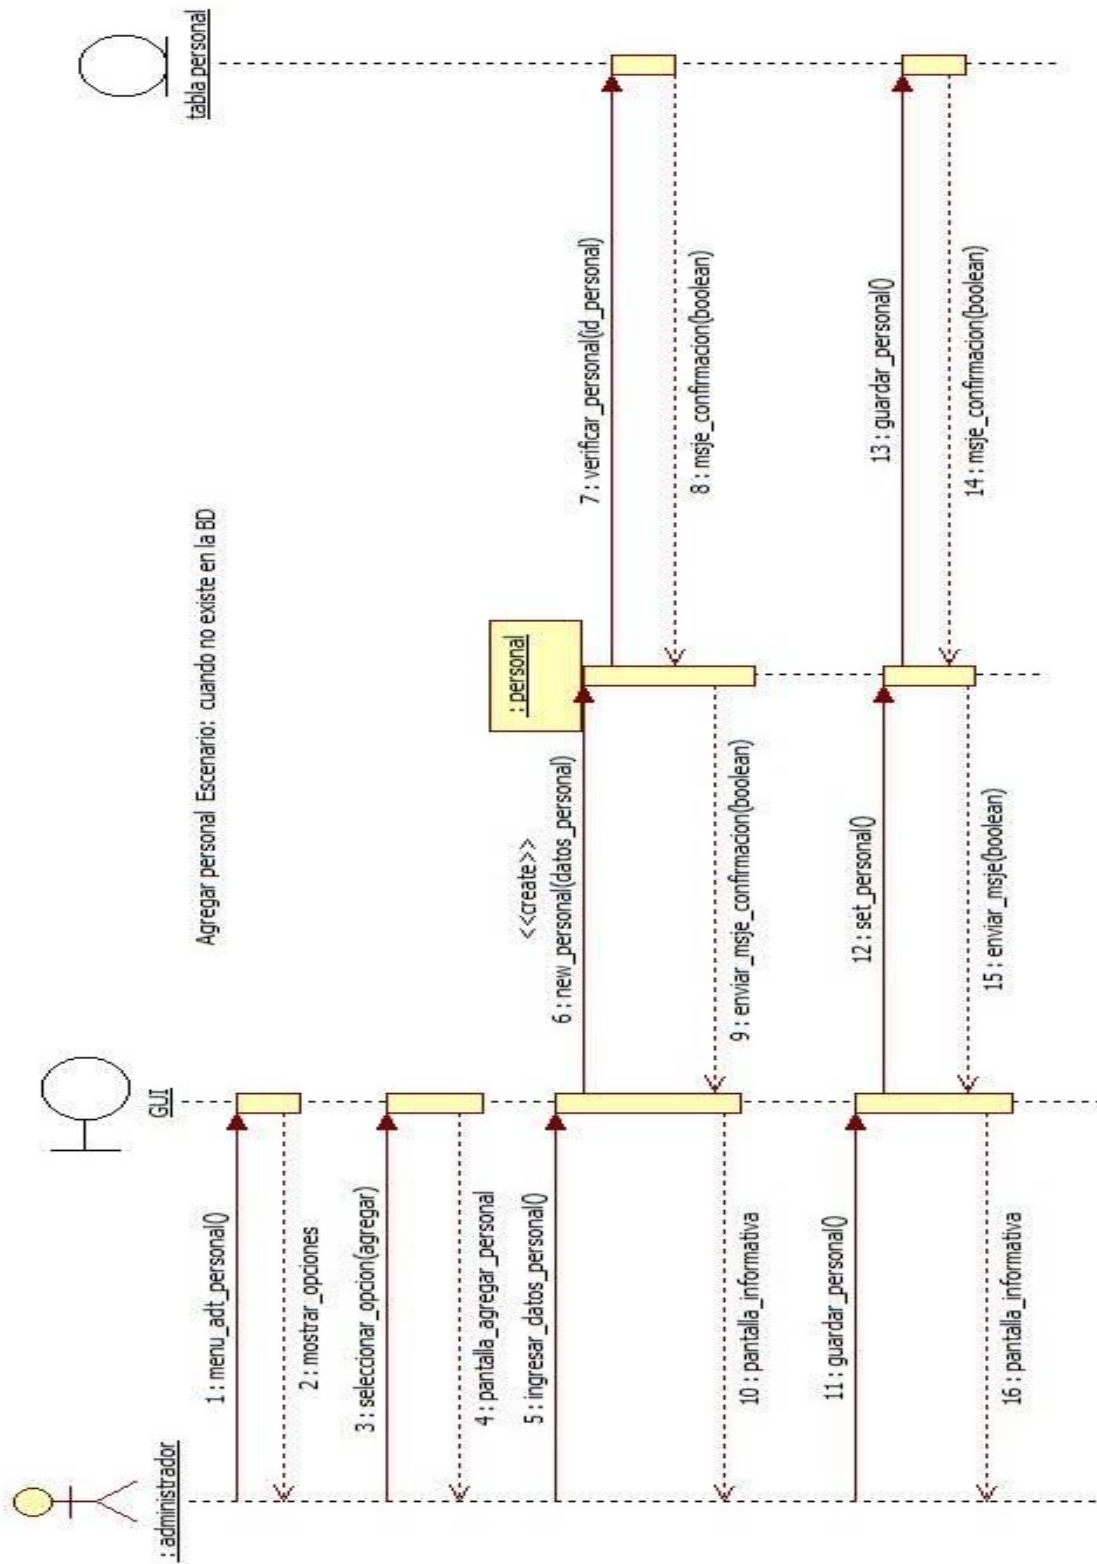 Agregar personal Escenario: cuando no existe en la BD
: administrador
GUI
: personal
tabla personal
1 : menu_adt_personal()
2 : mostrar_opciones
3 : seleccionar_opcion(agregar)
4 : pantalla_agregar_personal
5 : ingresar_datos_personal()
<<create>>
6 : new_personal(datos_personal)
7 : verificar_personal(id_personal)
8 : msje_confirmacion(boolean)
9 : enviar_msje_confirmacion(boolean)
10 : pantalla_informativa
11 : guardar_personal()
12 : set_personal()
13 : guardar_personal()
14 : msje_confirmacion(boolean)
15 : enviar_msje(boolean)
16 : pantalla_informativa